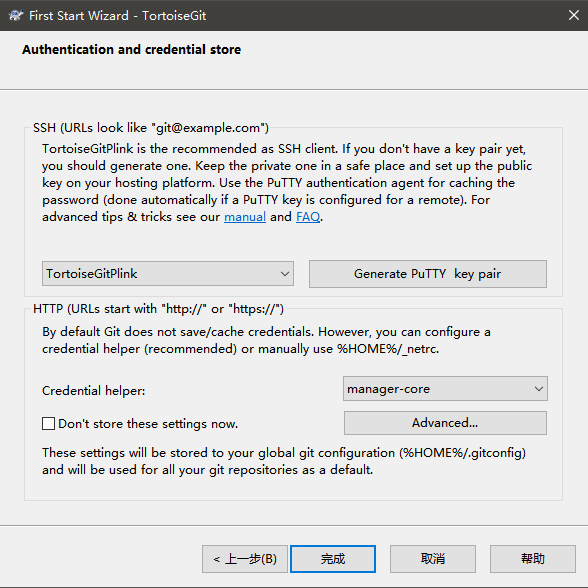 First Start Wizard - TortoiseGit
Authentication and credential store
SSH (URLs look like "git@example.com")
TortoiseGitPlink is the recommended as SSH client. If you don't have a key pair yet,
you should generate one. Keep the private one in a safe place and set up the public
key on your hosting platform. Use the PuTTY authentication agent for caching the
password (done automatically if a PuTTY key is configured for a remote). For
advanced tips & tricks see our manual and FAQ.
TortoiseGitPlink
Generate PuTTY key pair
HTTP (URLs start with "http://" or "https://")
By default Git does not save/cache credentials. However, you can configure a
credential helper (recommended) or manually use %HOME%/_netrc.
Credential helper:
manager-core
Don't store these settings now.
Advanced...
These settings will be stored to your global git configuration (%HOME%/.gitconfig)
and will be used for all your Git repositories as a default.
< 上一步(B)
完成
取消
帮助